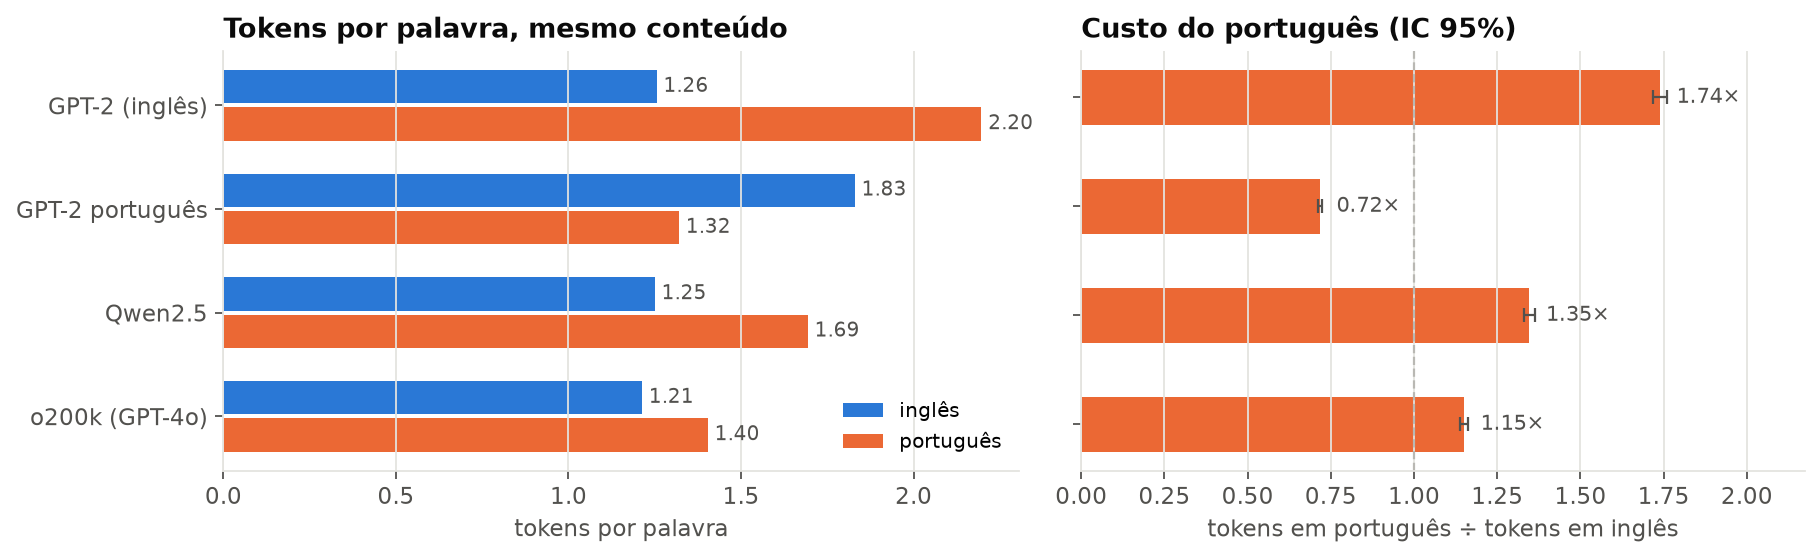 Tokens por palavra, mesmo conteúdo
GPT-2 (inglês)
1.26
2.20
GPT-2 português
1.83
1.32
Qwen2.5
1.25
1.69
o200k (GPT-4o)
1.21
1.40
inglês
português
0.0 0.5 1.0 1.5 2.0
tokens por palavra
Custo do português (IC 95%)
1.74×
0.72×
1.35×
1.15×
0.00 0.25 0.50 0.75 1.00 1.25 1.50 1.75 2.00
tokens em português ÷ tokens em inglês